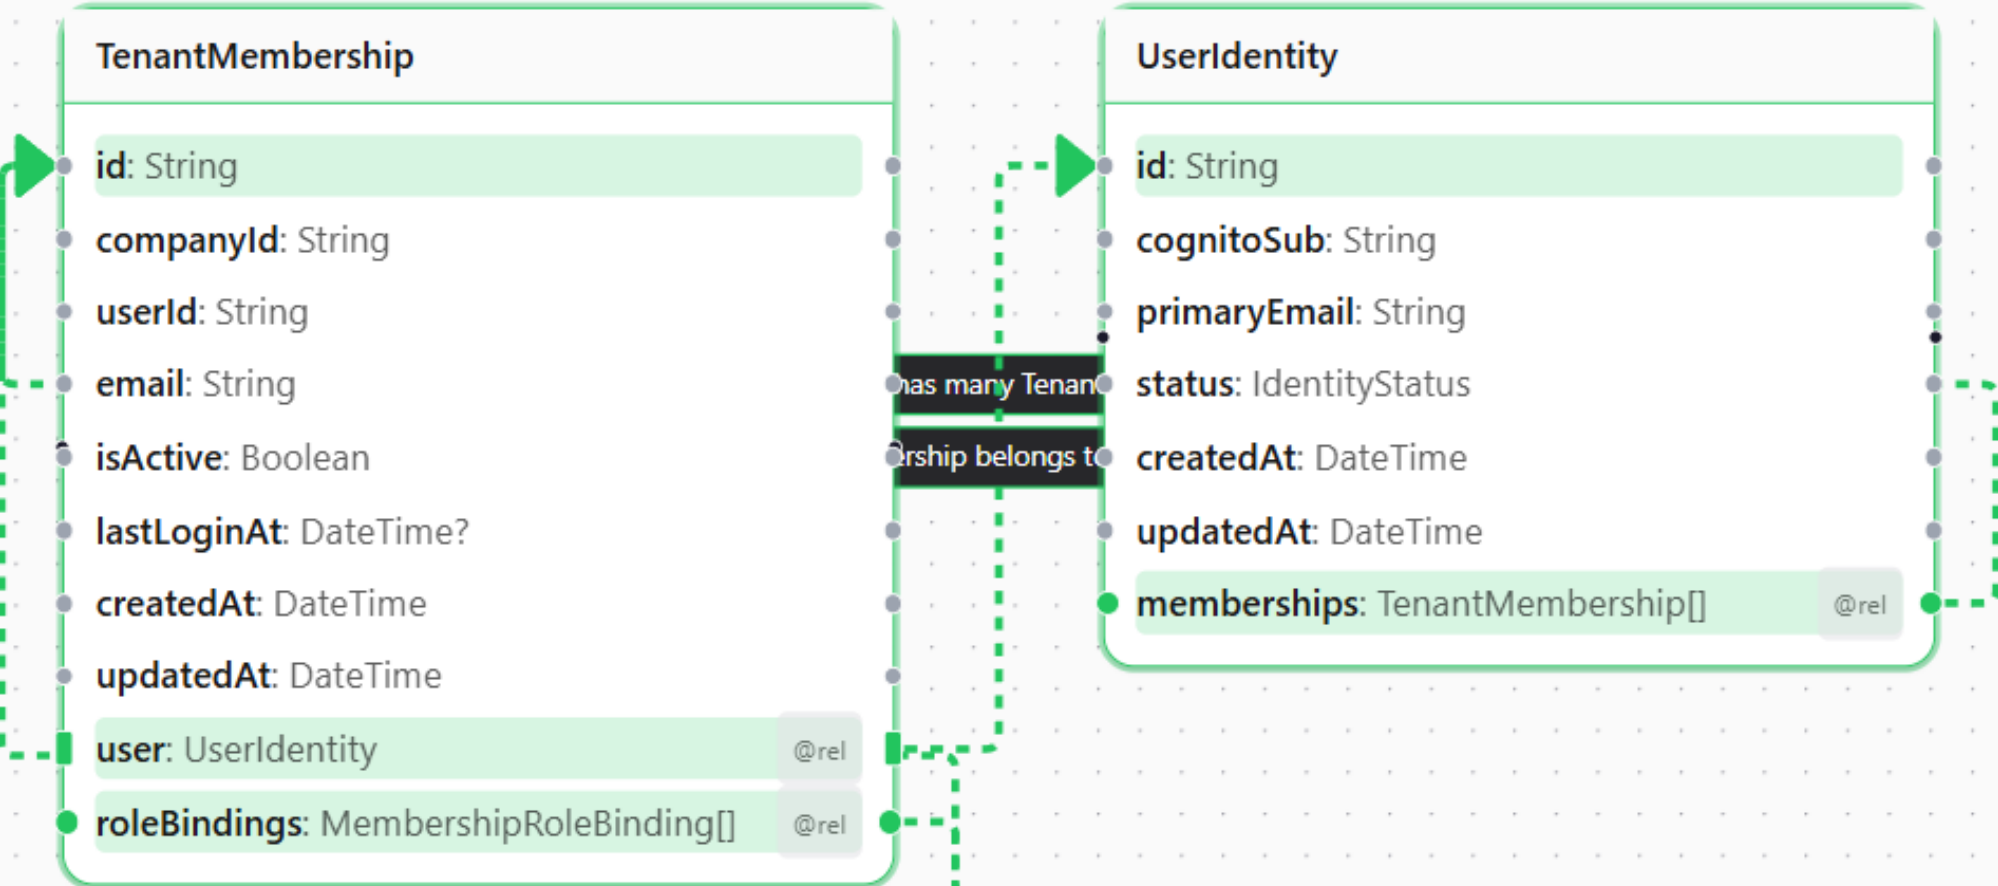 TenantMembership
id: String
companyId: String
userId: String
email: String
isActive: Boolean
lastLoginAt: DateTime?
createdAt: DateTime
updatedAt: DateTime
user: UserIdentity @rel
roleBindings: MembershipRoleBinding[] @rel
has many Tenan
ership belongs to
UserIdentity
id: String
cognitoSub: String
primaryEmail: String
status: IdentityStatus
createdAt: DateTime
updatedAt: DateTime
memberships: TenantMembership[] @rel